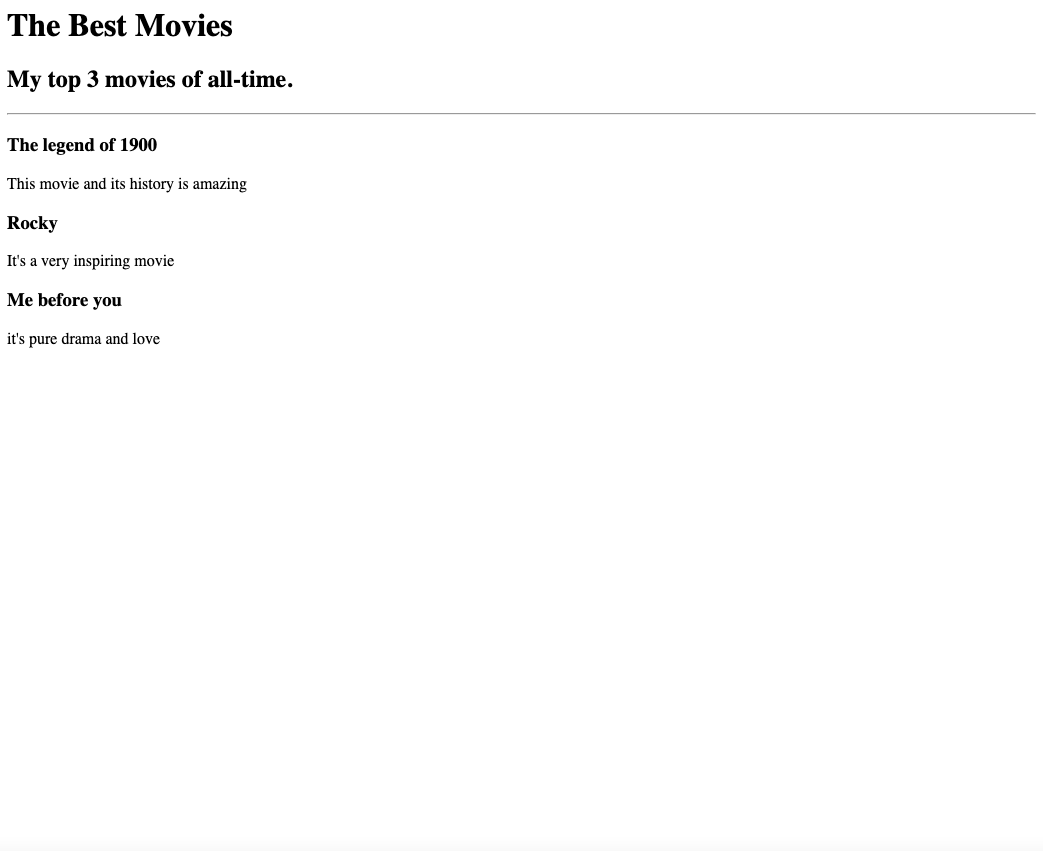 The Best Movies
My top 3 movies of all-time.
The legend of 1900
This movie and its history is amazing
Rocky
It's a very inspiring movie
Me before you
it's pure drama and love